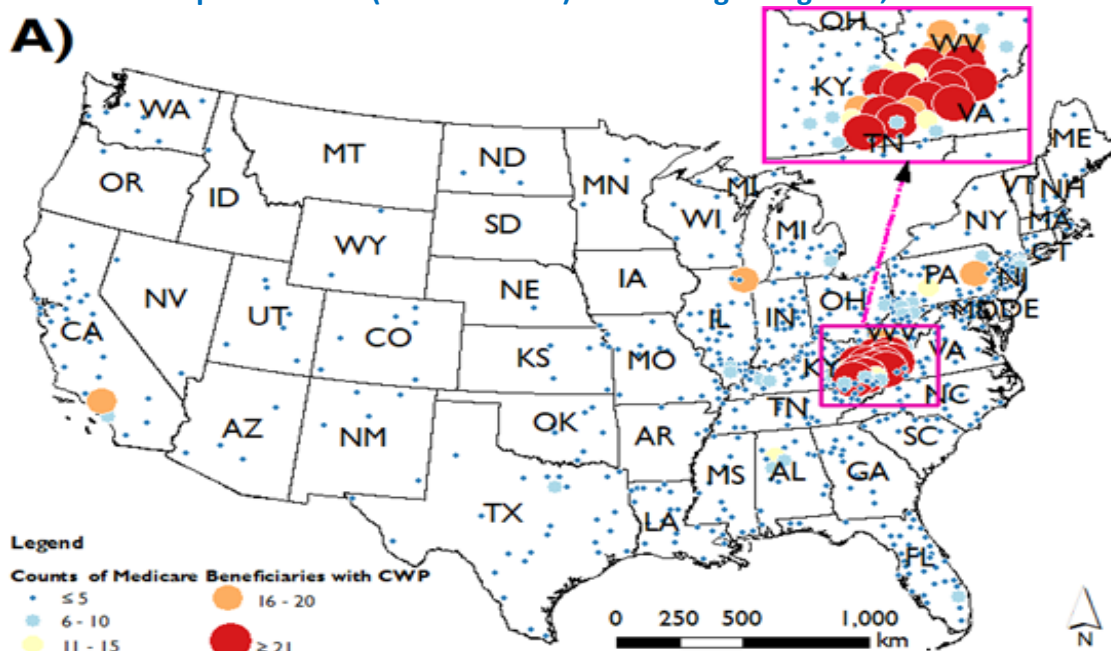 A)
OH
WV
KY
VA
TN
WA
MT
ND
MN
ME
OR
ID
SD
WI
MI
MI
VT
NH
NY
MA
WY
CT
NE
IA
PA
NJ
NV
UT
CO
IL
IN
OH
MD
DE
CA
KS
MO
WV
VA
KY
AZ
NM
OK
AR
TN
NC
SC
MS
AL
GA
TX
LA
FL
Legend
Counts of Medicare Beneficiaries with CWP
≤ 5
16 - 20
6 - 10
11 - 15
≥ 21
0 250 500 1,000
km
N